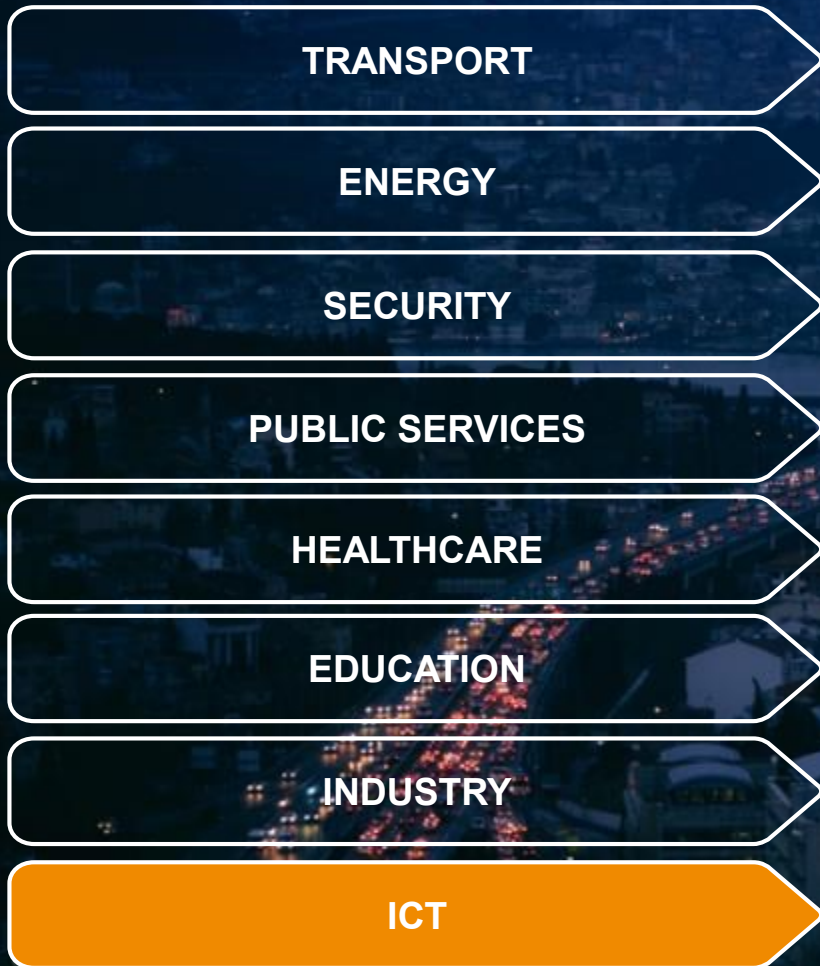 TRANSPORT
ENERGY
SECURITY
PUBLIC SERVICES
HEALTHCARE
EDUCATION
INDUSTRY
ICT